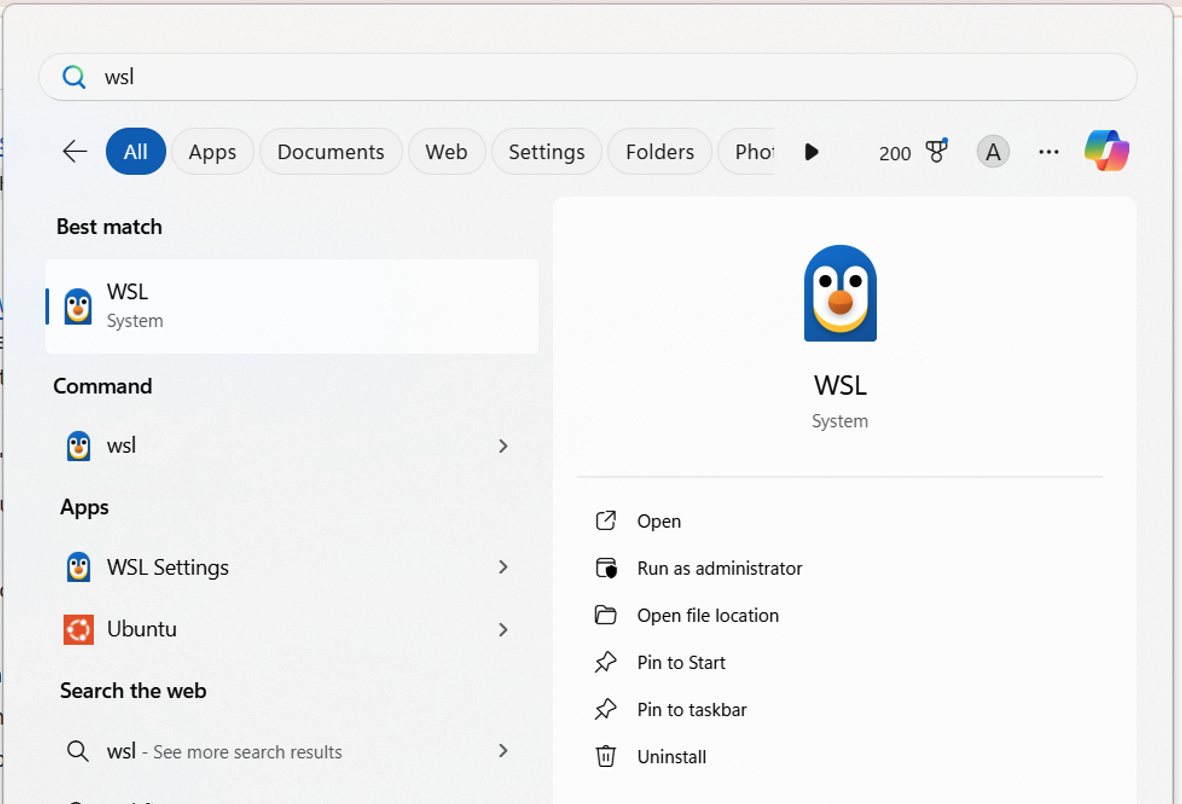 wsl
All Apps Documents Web Settings Folders 200 A
Best match
WSL
System
Command
wsl
Apps
WSL Settings
Ubuntu
Search the web
wsl - See more search results
WSL
System
Open
Run as administrator
Open file location
Pin to Start
Pin to taskbar
Uninstall